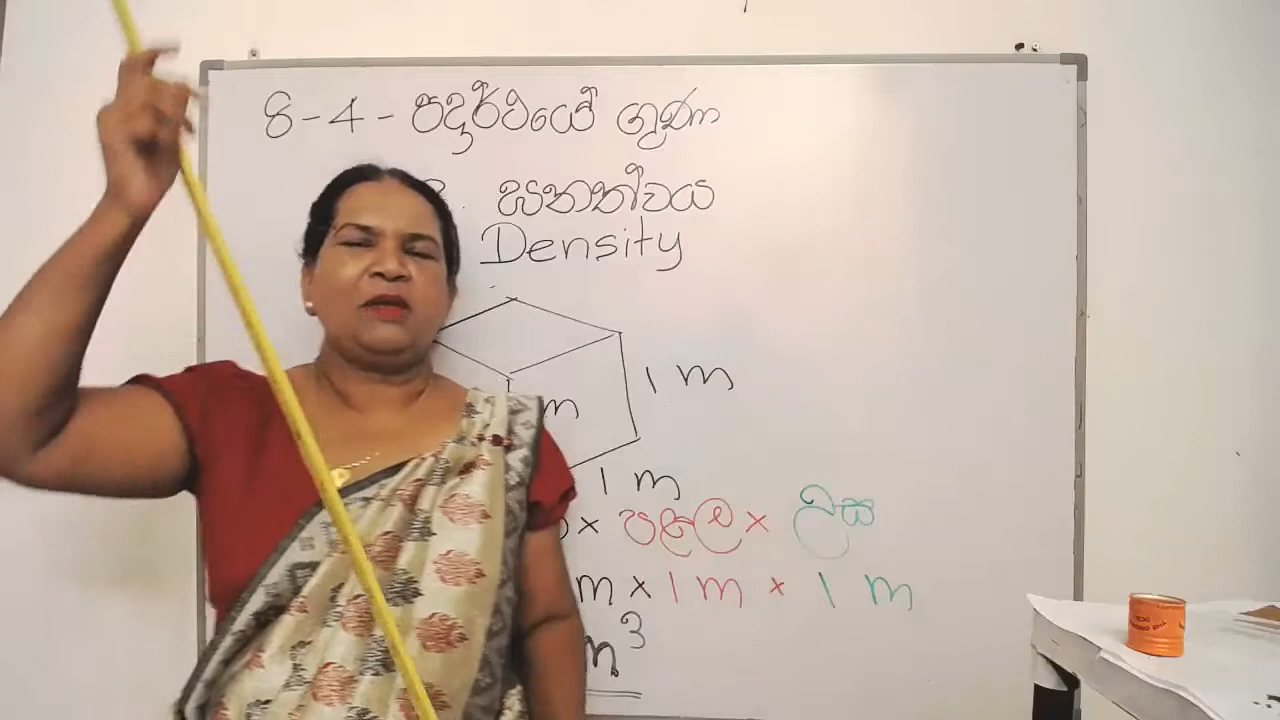 8-4- පදාර්ථයේ ගුණ
ඝනත්වය
Density
1 m
m
1 m
× පළල × උස
m × 1 m × 1 m
m³